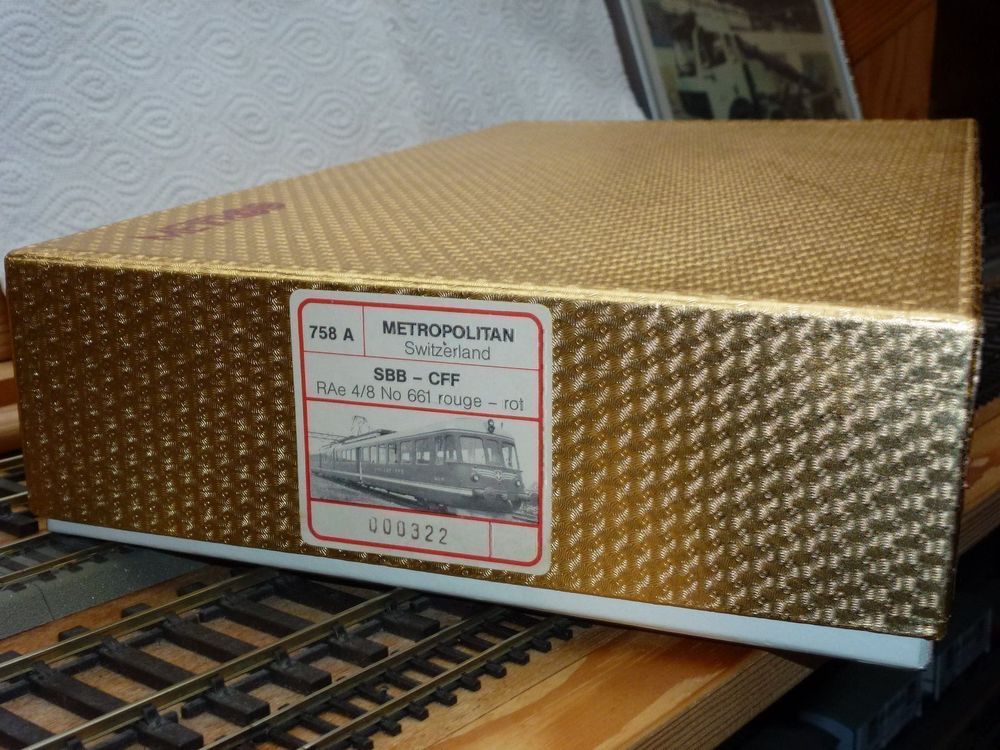 758 A
METROPOLITAN
Switzerland
SBB – CFF
RAe 4/8 No 661 rouge – rot
000322